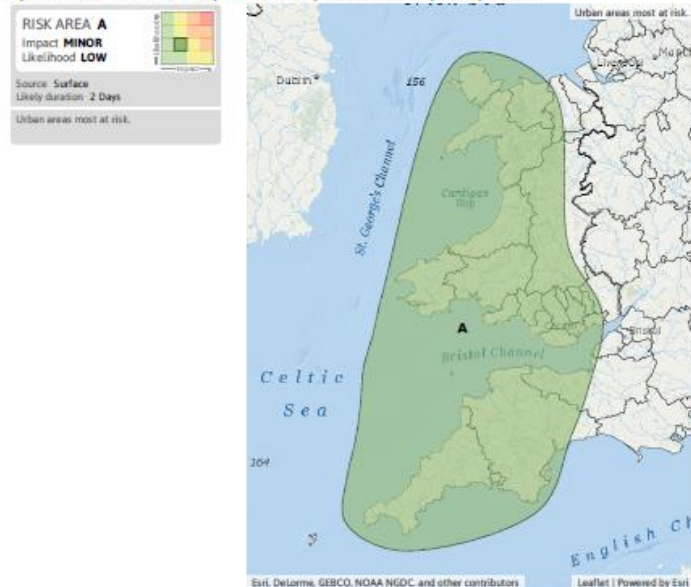 RISK AREA A
Impact MINOR
Likelihood LOW
Source Surface
Likely duration 2 Days
Urban areas most at risk.
Urban areas most at risk.
Dublin
156
Liverpool
St. George's Channel
Cardigan
Bay
A
Bristol
Bristol Channel
Celtic
Sea
164
English Ch
Esri, DeLorme, GEBCO, NOAA NGDC, and other contributors
Leaflet | Powered by Esri